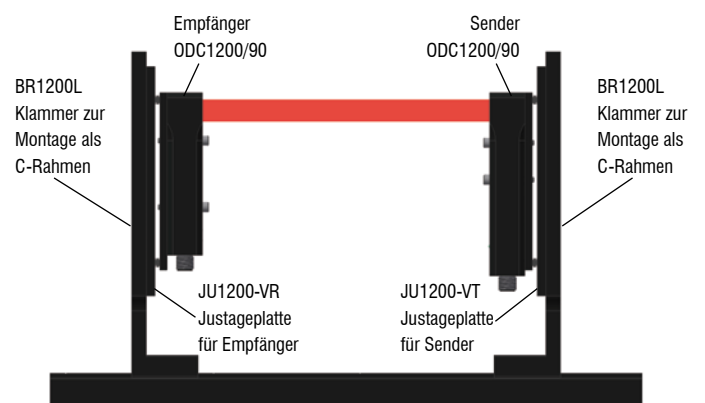 Empfänger
ODC1200/90
Sender
ODC1200/90
BR1200L
Klammer zur
Montage als
C-Rahmen
BR1200L
Klammer zur
Montage als
C-Rahmen
JU1200-VR
Justageplatte
für Empfänger
JU1200-VT
Justageplatte
für Sender